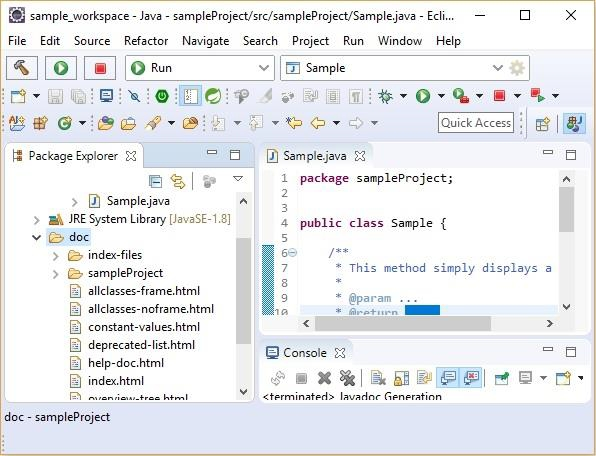 sample_workspace - Java - sampleProject/src/sampleProject/Sample.java - Ecli...
File Edit Source Refactor Navigate Search Project Run Window Help
Run Sample
Quick Access
Package Explorer
Sample.java
JRE System Library [JavaSE-1.8]
doc
index-files
sampleProject
allclasses-frame.html
allclasses-noframe.html
constant-values.html
deprecated-list.html
help-doc.html
index.html
overview-tree.html
Sample.java
1 package sampleProject;
2
3
4 public class Sample {
5
6 /**
7 * This method simply displays a
8 *
9 * @param ...
10 * @return
Console
<terminated> Javadoc Generation
doc - sampleProject